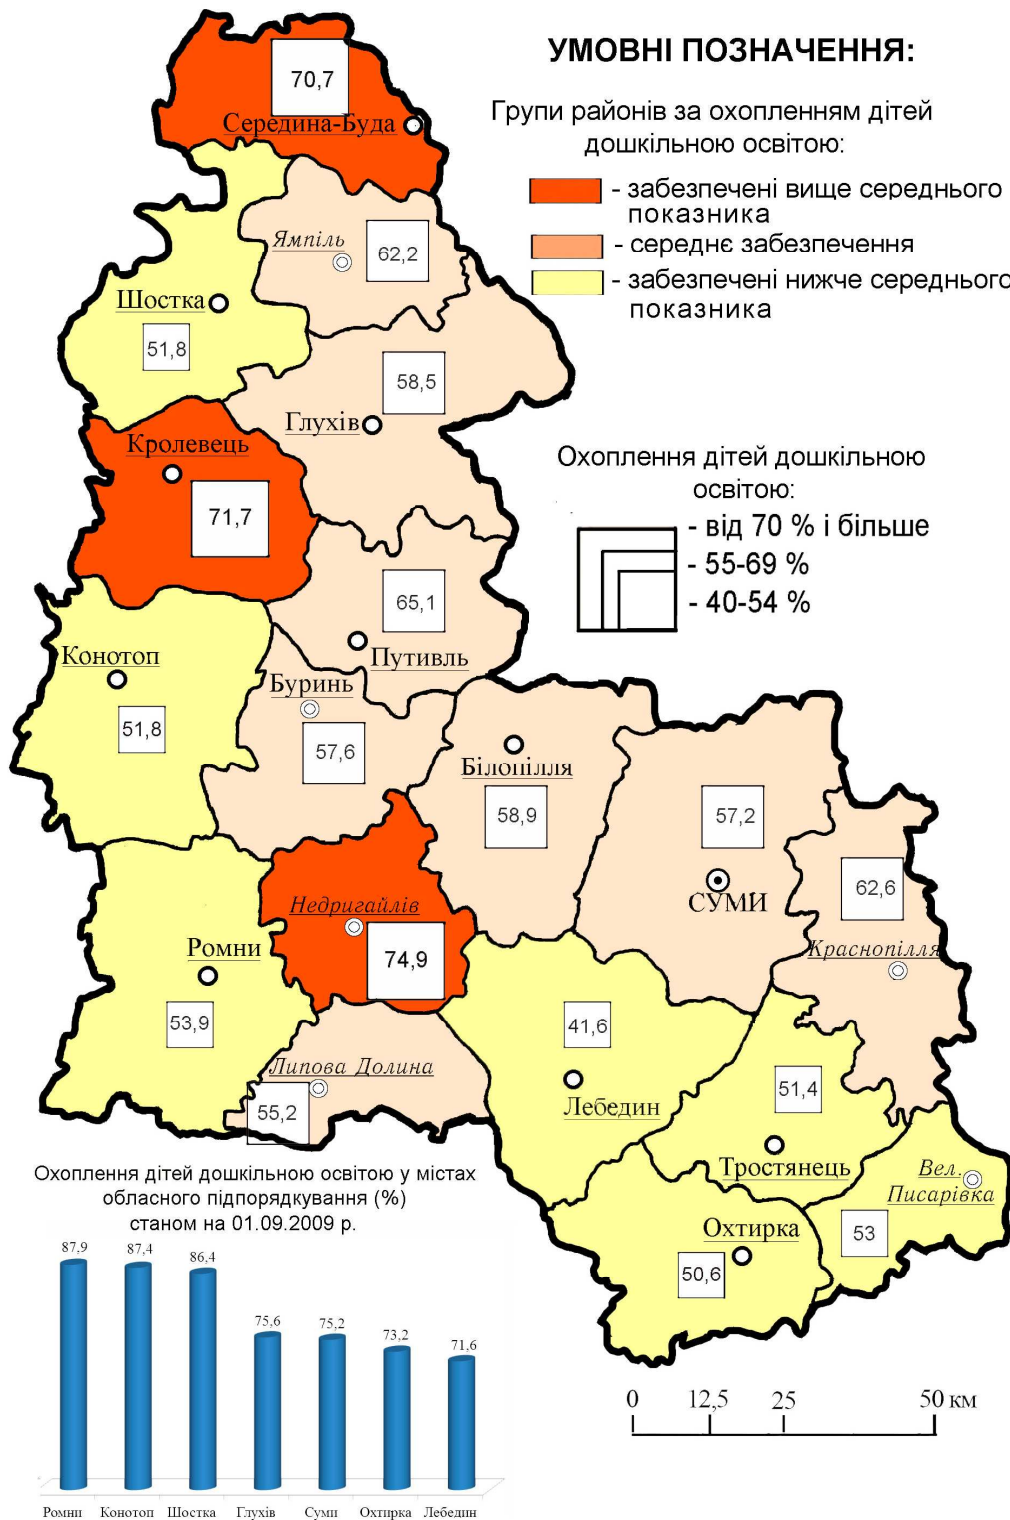 УМОВНІ ПОЗНАЧЕННЯ:
Групи районів за охопленням дітей
дошкільною освітою:
- забезпечені вище середнього
показника
- середнє забезпечення
- забезпечені нижче середнього
показника
70,7
Середина-Буда
Ямпіль
62,2
Шостка
51,8
58,5
Глухів
Кролевець
71,7
Охоплення дітей дошкільною
освітою:
- від 70 % і більше
- 55-69 %
- 40-54 %
65,1
Путивль
Конотоп
51,8
Буринь
57,6
Білопілля
58,9
57,2
СУМИ
62,6
Краснопілля
Недригайлів
74,9
Ромни
53,9
Липова Долина
55,2
41,6
Лебедин
51,4
Тростянець
Вел.
Писарівка
53
Охтирка
50,6
Охоплення дітей дошкільною освітою у містах
обласного підпорядкування (%)
станом на 01.09.2009 р.
87,9
87,4
86,4
75,6
75,2
73,2
71,6
Ромни Конотоп Шостка Глухів Суми Охтирка Лебедин
0 12,5 25 50 км